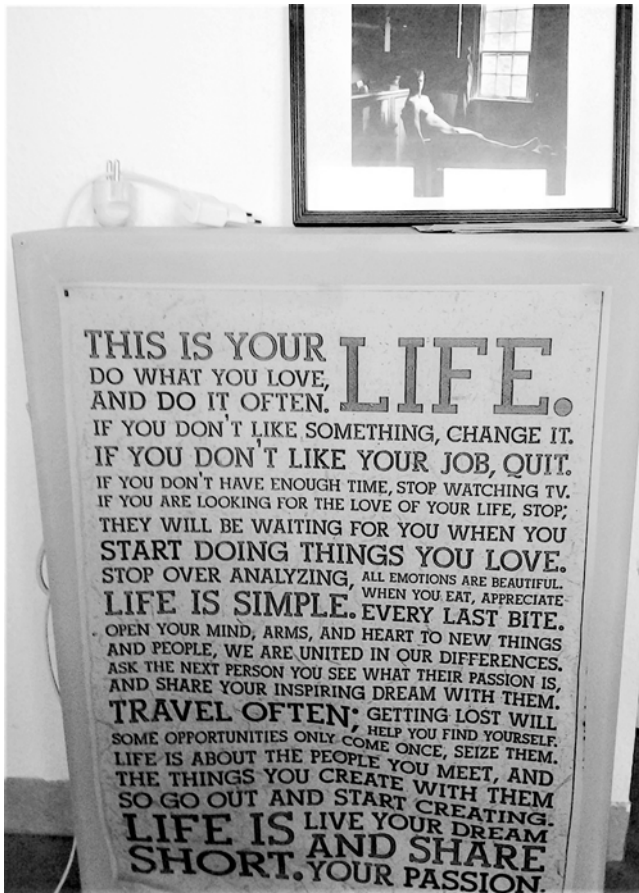 THIS IS YOUR LIFE.
DO WHAT YOU LOVE,
AND DO IT OFTEN.
IF YOU DON'T LIKE SOMETHING, CHANGE IT.
IF YOU DON'T LIKE YOUR JOB, QUIT.
IF YOU DON'T HAVE ENOUGH TIME, STOP WATCHING TV.
IF YOU ARE LOOKING FOR THE LOVE OF YOUR LIFE, STOP;
THEY WILL BE WAITING FOR YOU WHEN YOU
START DOING THINGS YOU LOVE.
STOP OVER ANALYZING,
LIFE IS SIMPLE.
ALL EMOTIONS ARE BEAUTIFUL.
WHEN YOU EAT, APPRECIATE
EVERY LAST BITE.
OPEN YOUR MIND, ARMS, AND HEART TO NEW THINGS
AND PEOPLE, WE ARE UNITED IN OUR DIFFERENCES.
ASK THE NEXT PERSON YOU SEE WHAT THEIR PASSION IS,
AND SHARE YOUR INSPIRING DREAM WITH THEM.
TRAVEL OFTEN;
GETTING LOST WILL
HELP YOU FIND YOURSELF.
SOME OPPORTUNITIES ONLY COME ONCE, SEIZE THEM.
LIFE IS ABOUT THE PEOPLE YOU MEET, AND
THE THINGS YOU CREATE WITH THEM
SO GO OUT AND START CREATING.
LIFE IS
SHORT.
LIVE YOUR DREAM
AND SHARE
YOUR PASSION